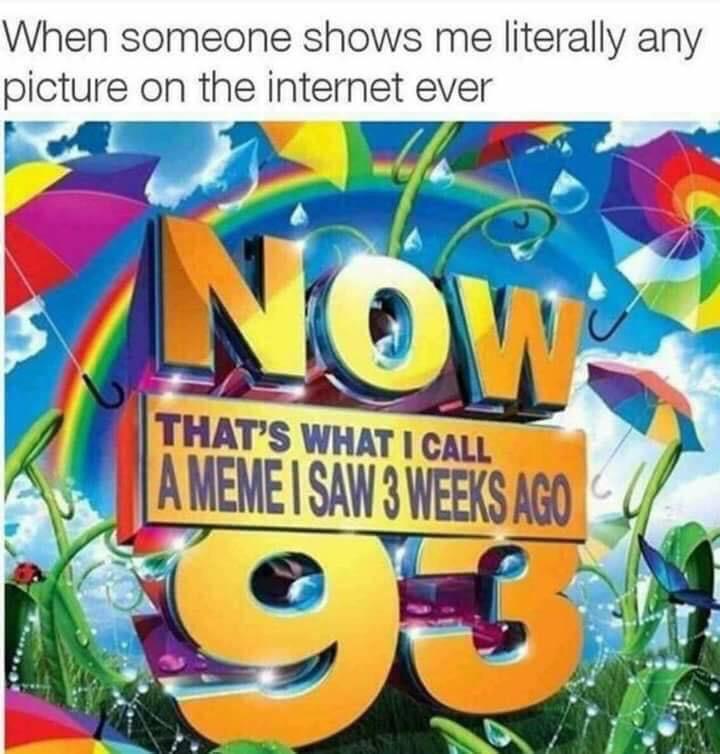 When someone shows me literally any
picture on the internet ever
NOW
THAT'S WHAT I CALL
A MEME I SAW 3 WEEKS AGO
93